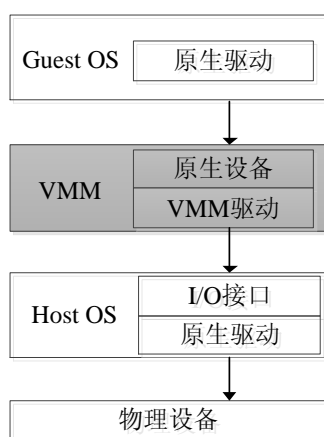 Guest OS 原生驱动
原生设备
VMM
VMM驱动
I/O接口
Host OS
原生驱动
物理设备